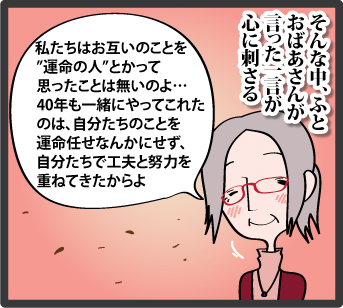 そんな中、ふと
おばあさんが
言った一言が
心に刺さる
私たちはお互いのことを
”運命の人”とかって
思ったことは無いのよ…
40年も一緒にやってこれた
のは、自分たちのことを
運命任せなんかにせず、
自分たちで工夫と努力を
重ねてきたからよ